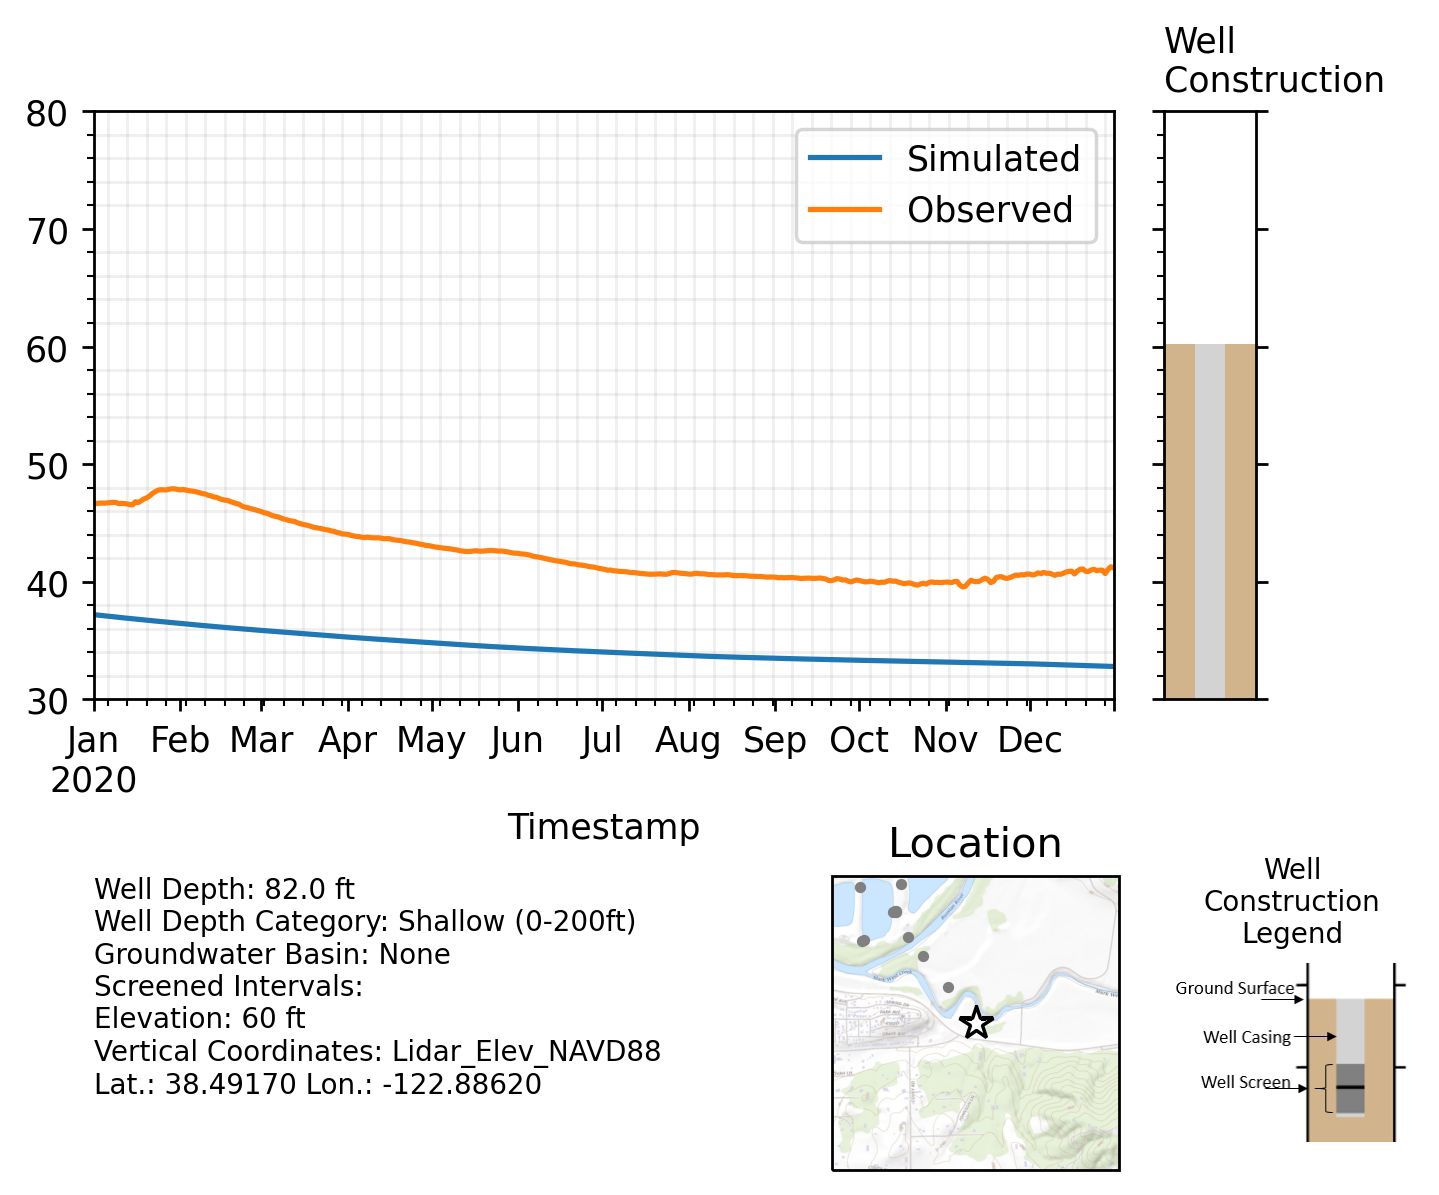 Well
Construction
80
70
60
50
40
30
Simulated
Observed
Jan Feb Mar Apr May Jun Jul Aug Sep Oct Nov Dec
2020
Timestamp
Well Depth: 82.0 ft
Well Depth Category: Shallow (0-200ft)
Groundwater Basin: None
Screened Intervals:
Elevation: 60 ft
Vertical Coordinates: Lidar_Elev_NAVD88
Lat.: 38.49170 Lon.: -122.88620
Location
Well
Construction
Legend
Ground Surface
Well Casing
Well Screen